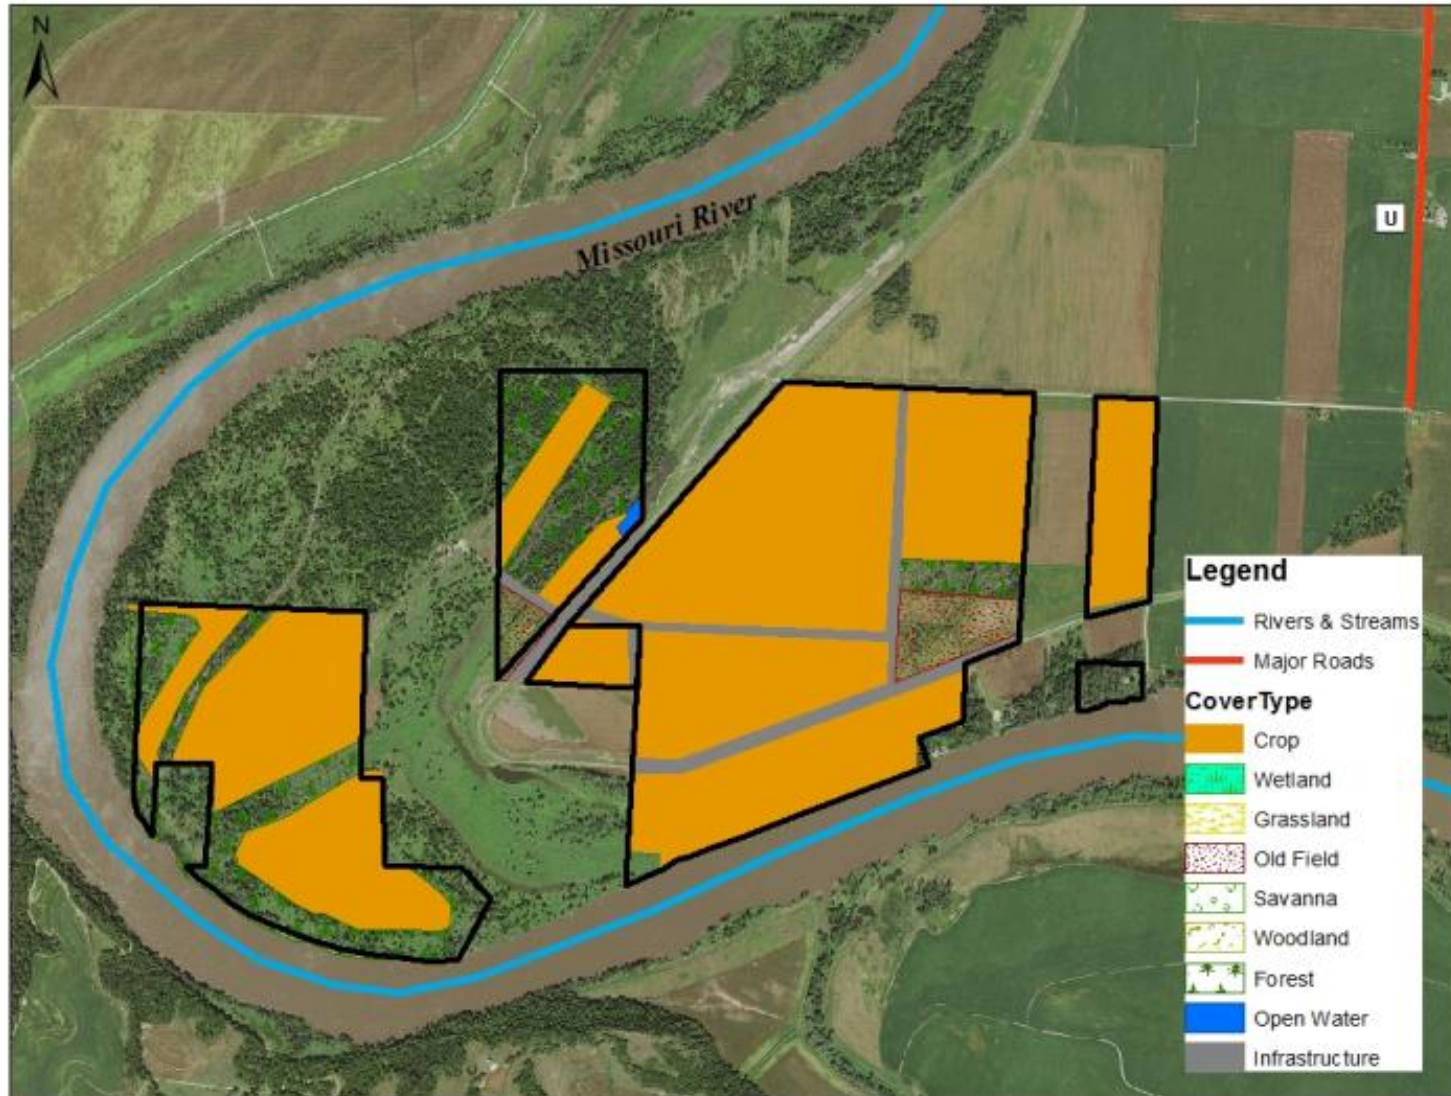 N
Missouri River
U
Legend
Rivers & Streams
Major Roads
CoverType
Crop
Wetland
Grassland
Old Field
Savanna
Woodland
Forest
Open Water
Infrastructure